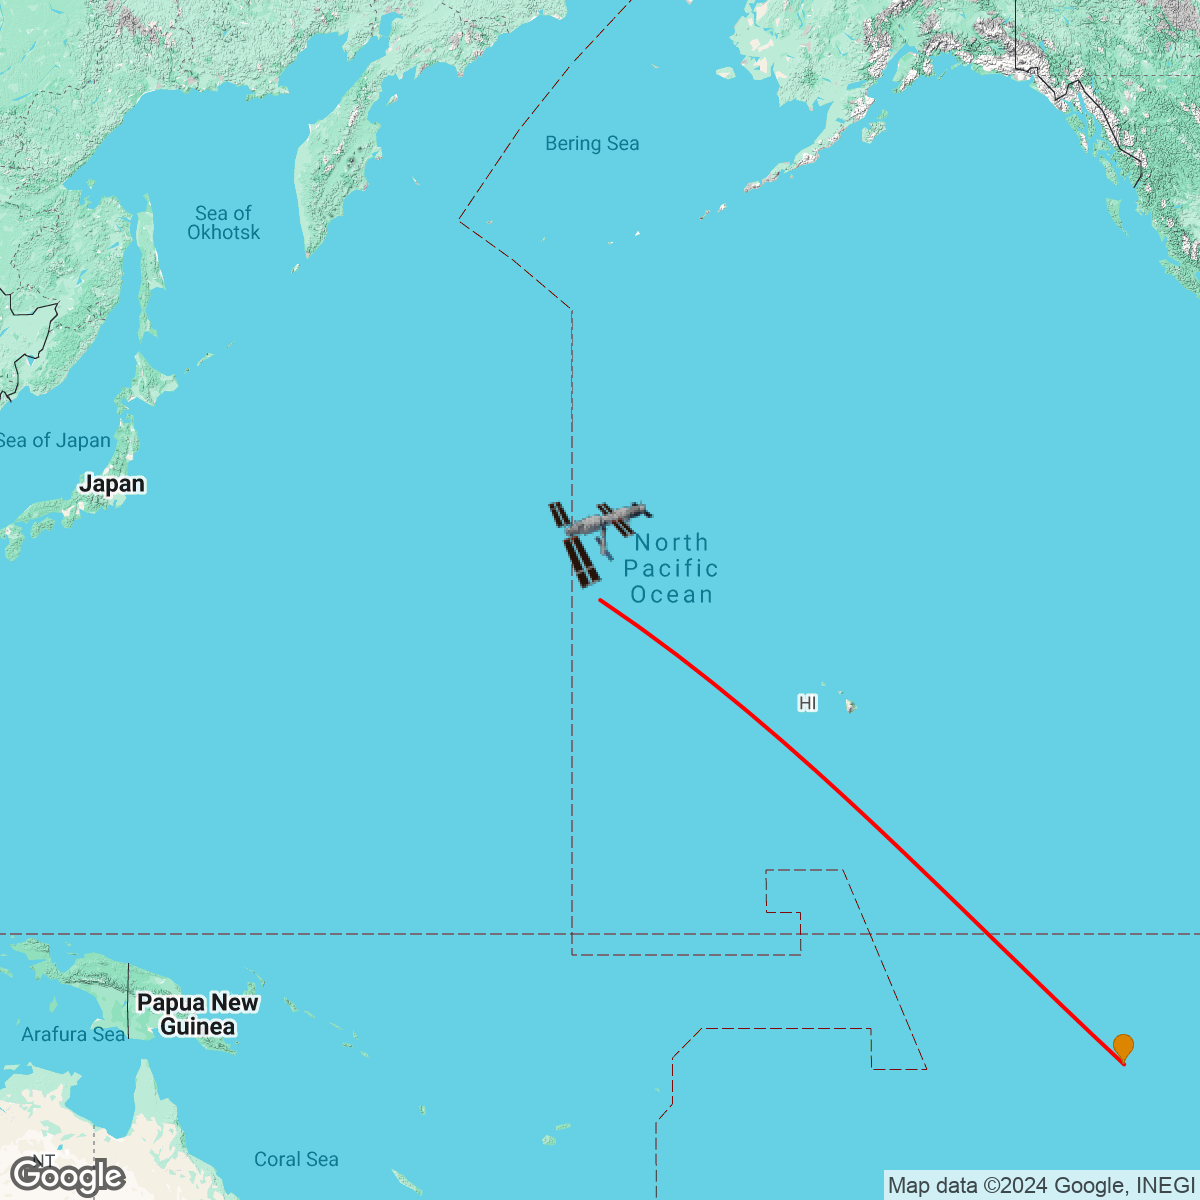 Bering Sea
Sea of
Okhotsk
Sea of Japan
Japan
North
Pacific
Ocean
HI
Papua New
Guinea
Arafura Sea
Coral Sea
NT
Google
Map data ©2024 Google, INEGI